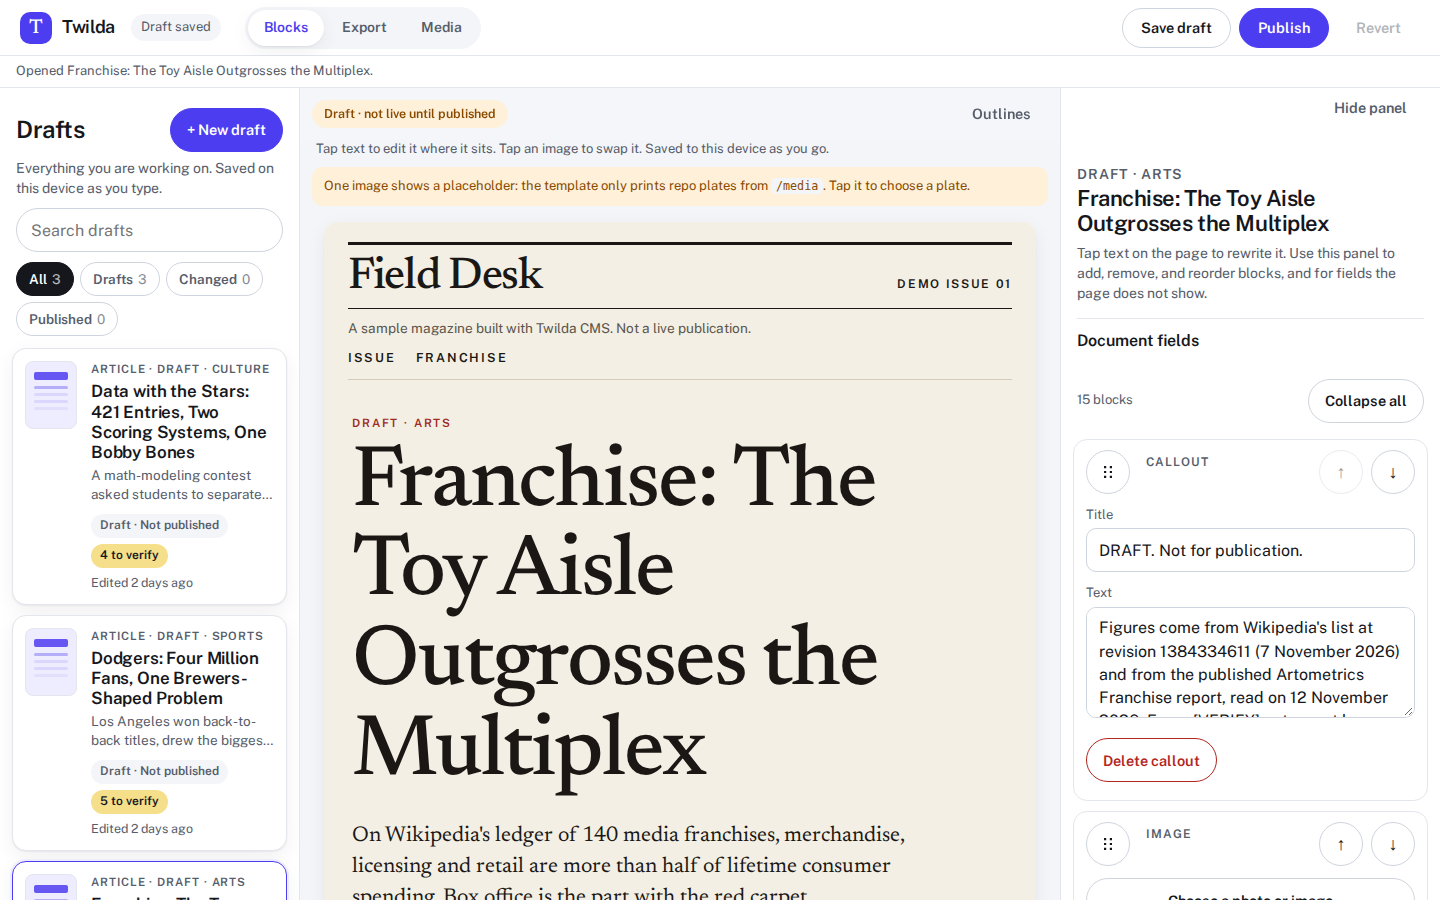 T Twilda Draft saved Blocks Export Media Save draft Publish Revert
Opened Franchise: The Toy Aisle Outgrosses the Multiplex.
Drafts
+ New draft
Everything you are working on. Saved on
this device as you type.
Search drafts
All 3 Drafts 3 Changed 0
Published 0
ARTICLE · DRAFT · CULTURE
Data with the Stars:
421 Entries, Two
Scoring Systems, One
Bobby Bones
A math-modeling contest
asked students to separate...
Draft · Not published
4 to verify
Edited 2 days ago
ARTICLE · DRAFT · SPORTS
Dodgers: Four Million
Fans, One Brewers-
Shaped Problem
Los Angeles won back-to-
back titles, drew the bigges...
Draft · Not published
5 to verify
Edited 2 days ago
ARTICLE · DRAFT · ARTS
Draft · not live until published
Outlines
Tap text to edit it where it sits. Tap an image to swap it. Saved to this device as you go.
One image shows a placeholder: the template only prints repo plates from /media. Tap it to choose a plate.
Field Desk
DEMO ISSUE 01
A sample magazine built with Twilda CMS. Not a live publication.
ISSUE FRANCHISE
DRAFT · ARTS
Franchise: The
Toy Aisle
Outgrosses the
Multiplex
On Wikipedia's ledger of 140 media franchises, merchandise,
licensing and retail are more than half of lifetime consumer
spending. Box office is the part with the red carpet.
Hide panel
DRAFT · ARTS
Franchise: The Toy Aisle
Outgrosses the Multiplex
Tap text on the page to rewrite it. Use this panel to
add, remove, and reorder blocks, and for fields the
page does not show.
Document fields
15 blocks
Collapse all
CALLOUT
↑ ↓
Title
DRAFT. Not for publication.
Text
Figures come from Wikipedia's list at
revision 1384334611 (7 November 2026)
and from the published Artometrics
Franchise report, read on 12 November
Delete callout
IMAGE
↑ ↓
Choose a photo or image